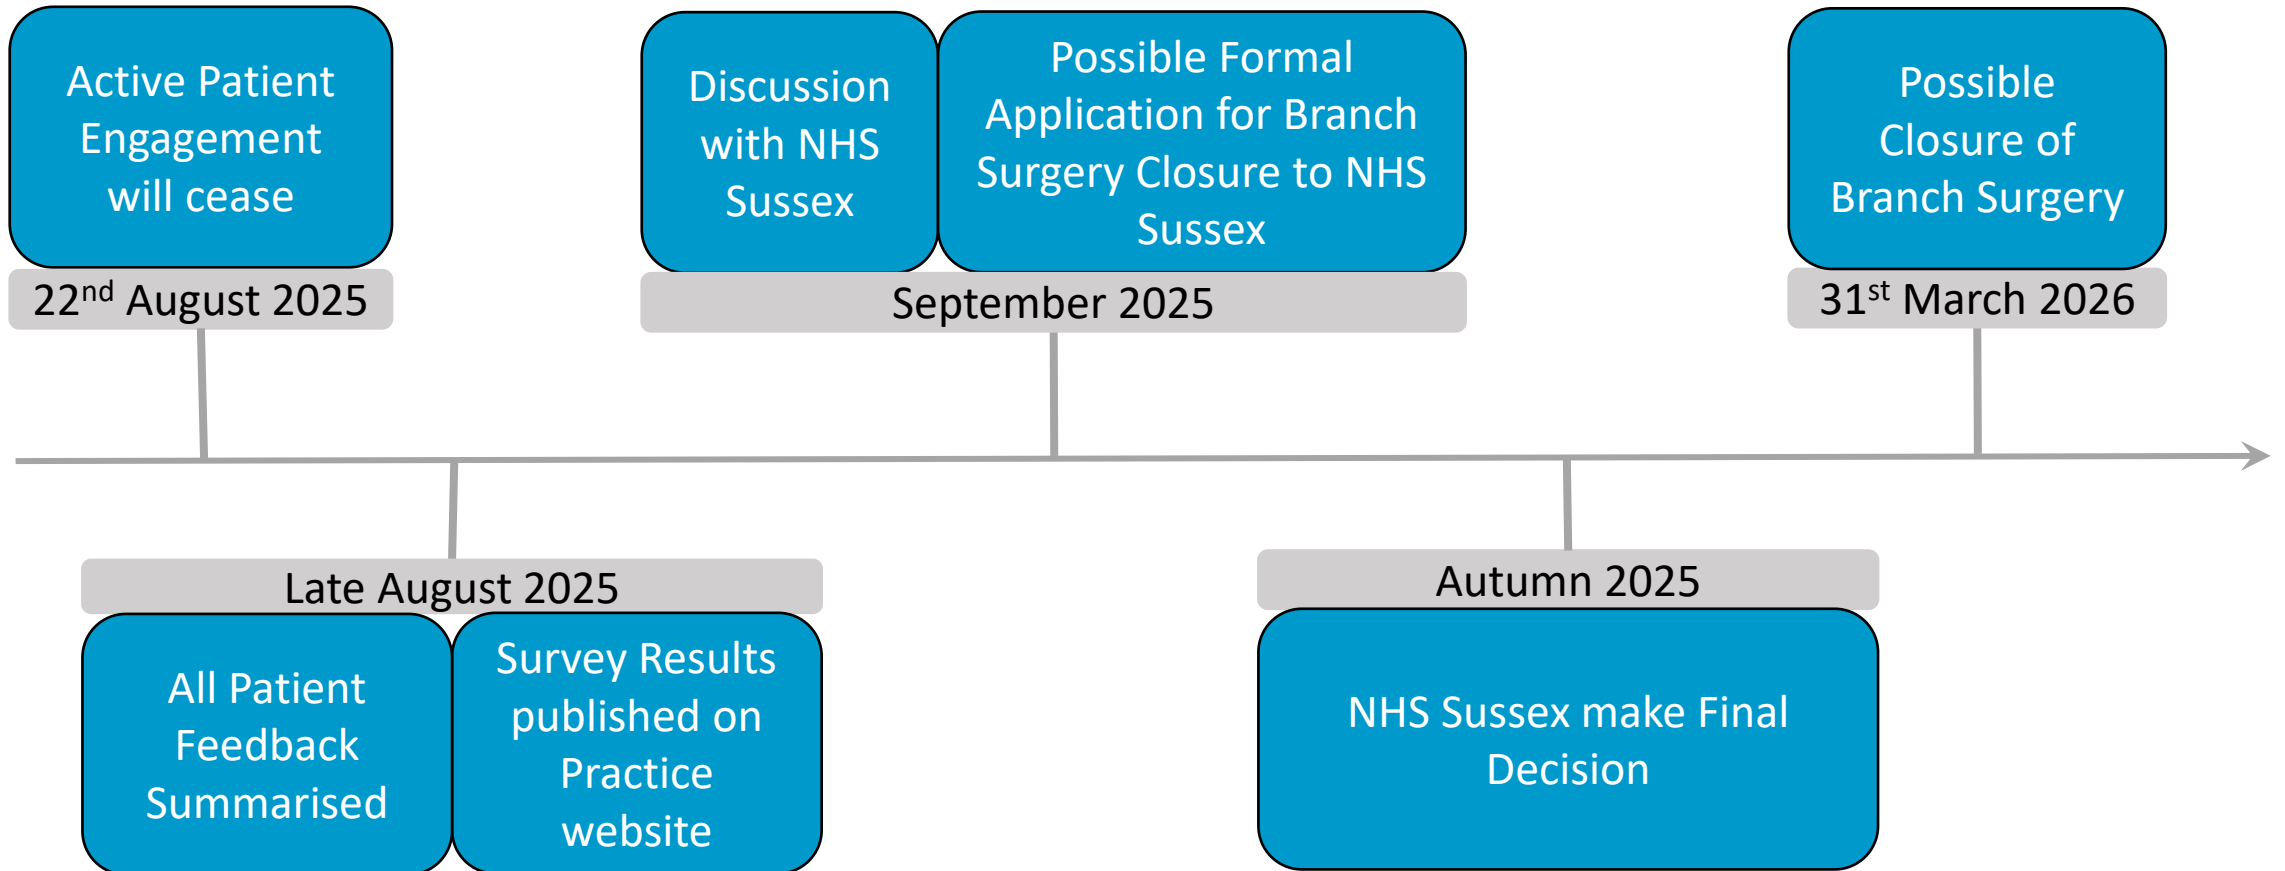 Active Patient
Engagement
will cease
22nd August 2025
Late August 2025
All Patient
Feedback
Summarised
Survey Results
published on
Practice
website
Discussion
with NHS
Sussex
Possible Formal
Application for Branch
Surgery Closure to NHS
Sussex
September 2025
Autumn 2025
NHS Sussex make Final
Decision
Possible
Closure of
Branch Surgery
31st March 2026